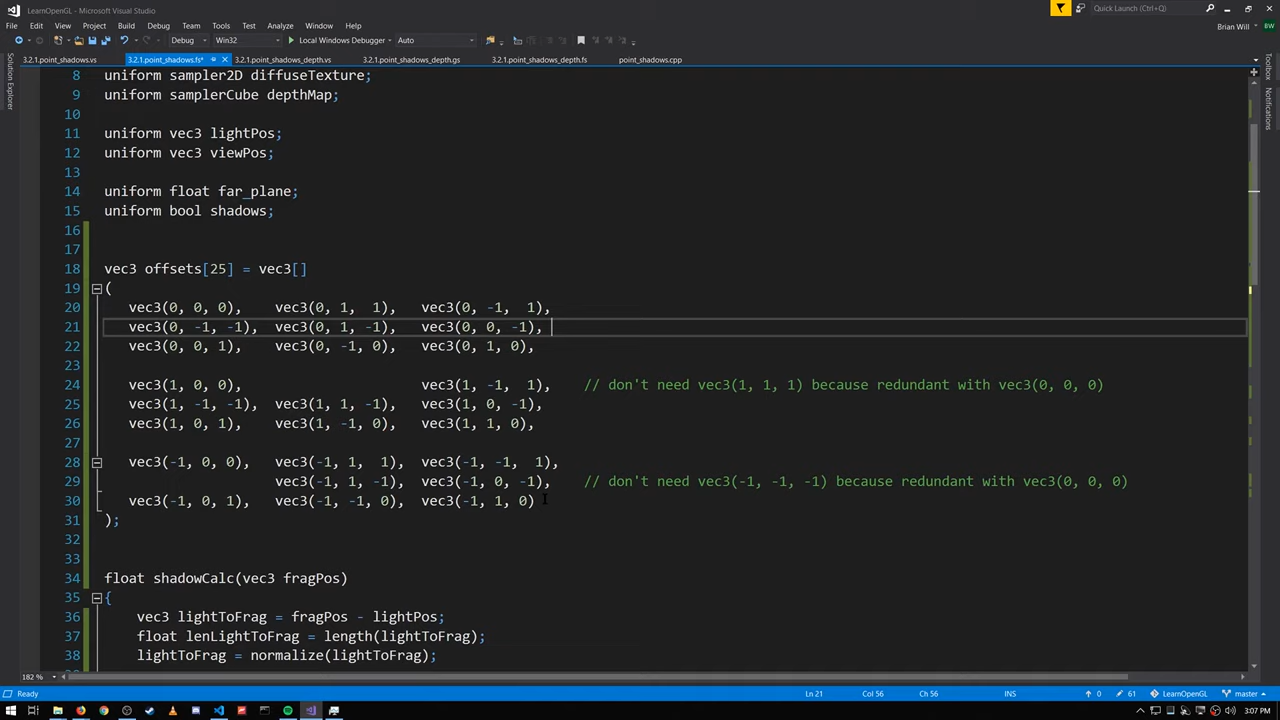 LearnOpenGL - Microsoft Visual Studio
Quick Launch (Ctrl+Q)
File Edit View Project Build Debug Team Tools Test Analyze Window Help
Brian Will BW
Debug Win32 Local Windows Debugger Auto
3.2.1.point_shadows.vs 3.2.1.point_shadows.fs* 3.2.1.point_shadows_depth.vs 3.2.1.point_shadows_depth.gs 3.2.1.point_shadows_depth.fs point_shadows.cpp
Solution Explorer
Toolbox
Notifications
8 uniform sampler2D diffuseTexture;
9 uniform samplerCube depthMap;
10
11 uniform vec3 lightPos;
12 uniform vec3 viewPos;
13
14 uniform float far_plane;
15 uniform bool shadows;
16
17
18 vec3 offsets[25] = vec3[]
19 (
20 vec3(0, 0, 0), vec3(0, 1, 1), vec3(0, -1, 1),
21 vec3(0, -1, -1), vec3(0, 1, -1), vec3(0, 0, -1),
22 vec3(0, 0, 1), vec3(0, -1, 0), vec3(0, 1, 0),
23
24 vec3(1, 0, 0), vec3(1, -1, 1), // don't need vec3(1, 1, 1) because redundant with vec3(0, 0, 0)
25 vec3(1, -1, -1), vec3(1, 1, -1), vec3(1, 0, -1),
26 vec3(1, 0, 1), vec3(1, -1, 0), vec3(1, 1, 0),
27
28 vec3(-1, 0, 0), vec3(-1, 1, 1), vec3(-1, -1, 1),
29 vec3(-1, 1, -1), vec3(-1, 0, -1), // don't need vec3(-1, -1, -1) because redundant with vec3(0, 0, 0)
30 vec3(-1, 0, 1), vec3(-1, -1, 0), vec3(-1, 1, 0)
31 );
32
33
34 float shadowCalc(vec3 fragPos)
35 {
36 vec3 lightToFrag = fragPos - lightPos;
37 float lenLightToFrag = length(lightToFrag);
38 lightToFrag = normalize(lightToFrag);
182 %
Ready Ln 21 Col 56 Ch 56 INS 0 61 LearnOpenGL master
3:07 PM